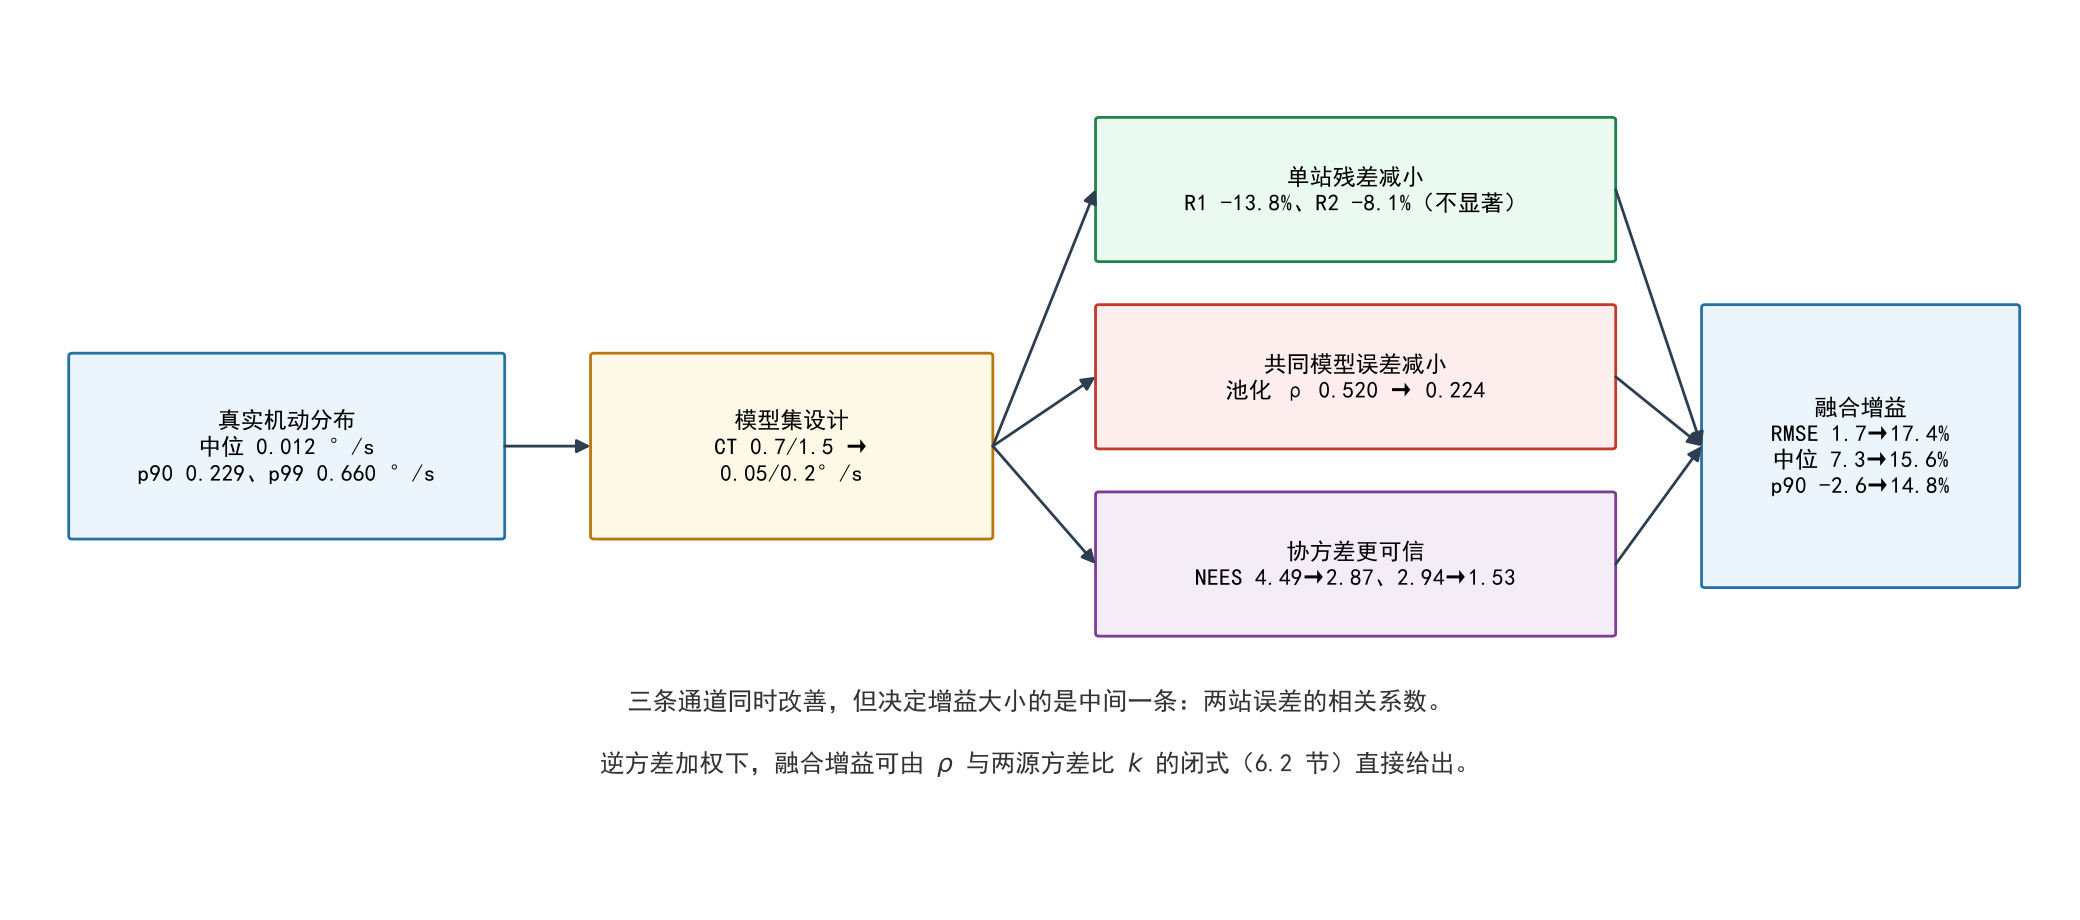 真实机动分布
中位 0.012 °/s
p90 0.229、p99 0.660 °/s
模型集设计
CT 0.7/1.5 →
0.05/0.2°/s
单站残差减小
R1 −13.8%、R2 −8.1%（不显著）
共同模型误差减小
池化 ρ 0.520 → 0.224
协方差更可信
NEES 4.49→2.87、2.94→1.53
融合增益
RMSE 1.7→17.4%
中位 7.3→15.6%
p90 −2.6→14.8%
三条通道同时改善，但决定增益大小的是中间一条：两站误差的相关系数。
逆方差加权下，融合增益可由 ρ 与两源方差比 k 的闭式（6.2 节）直接给出。